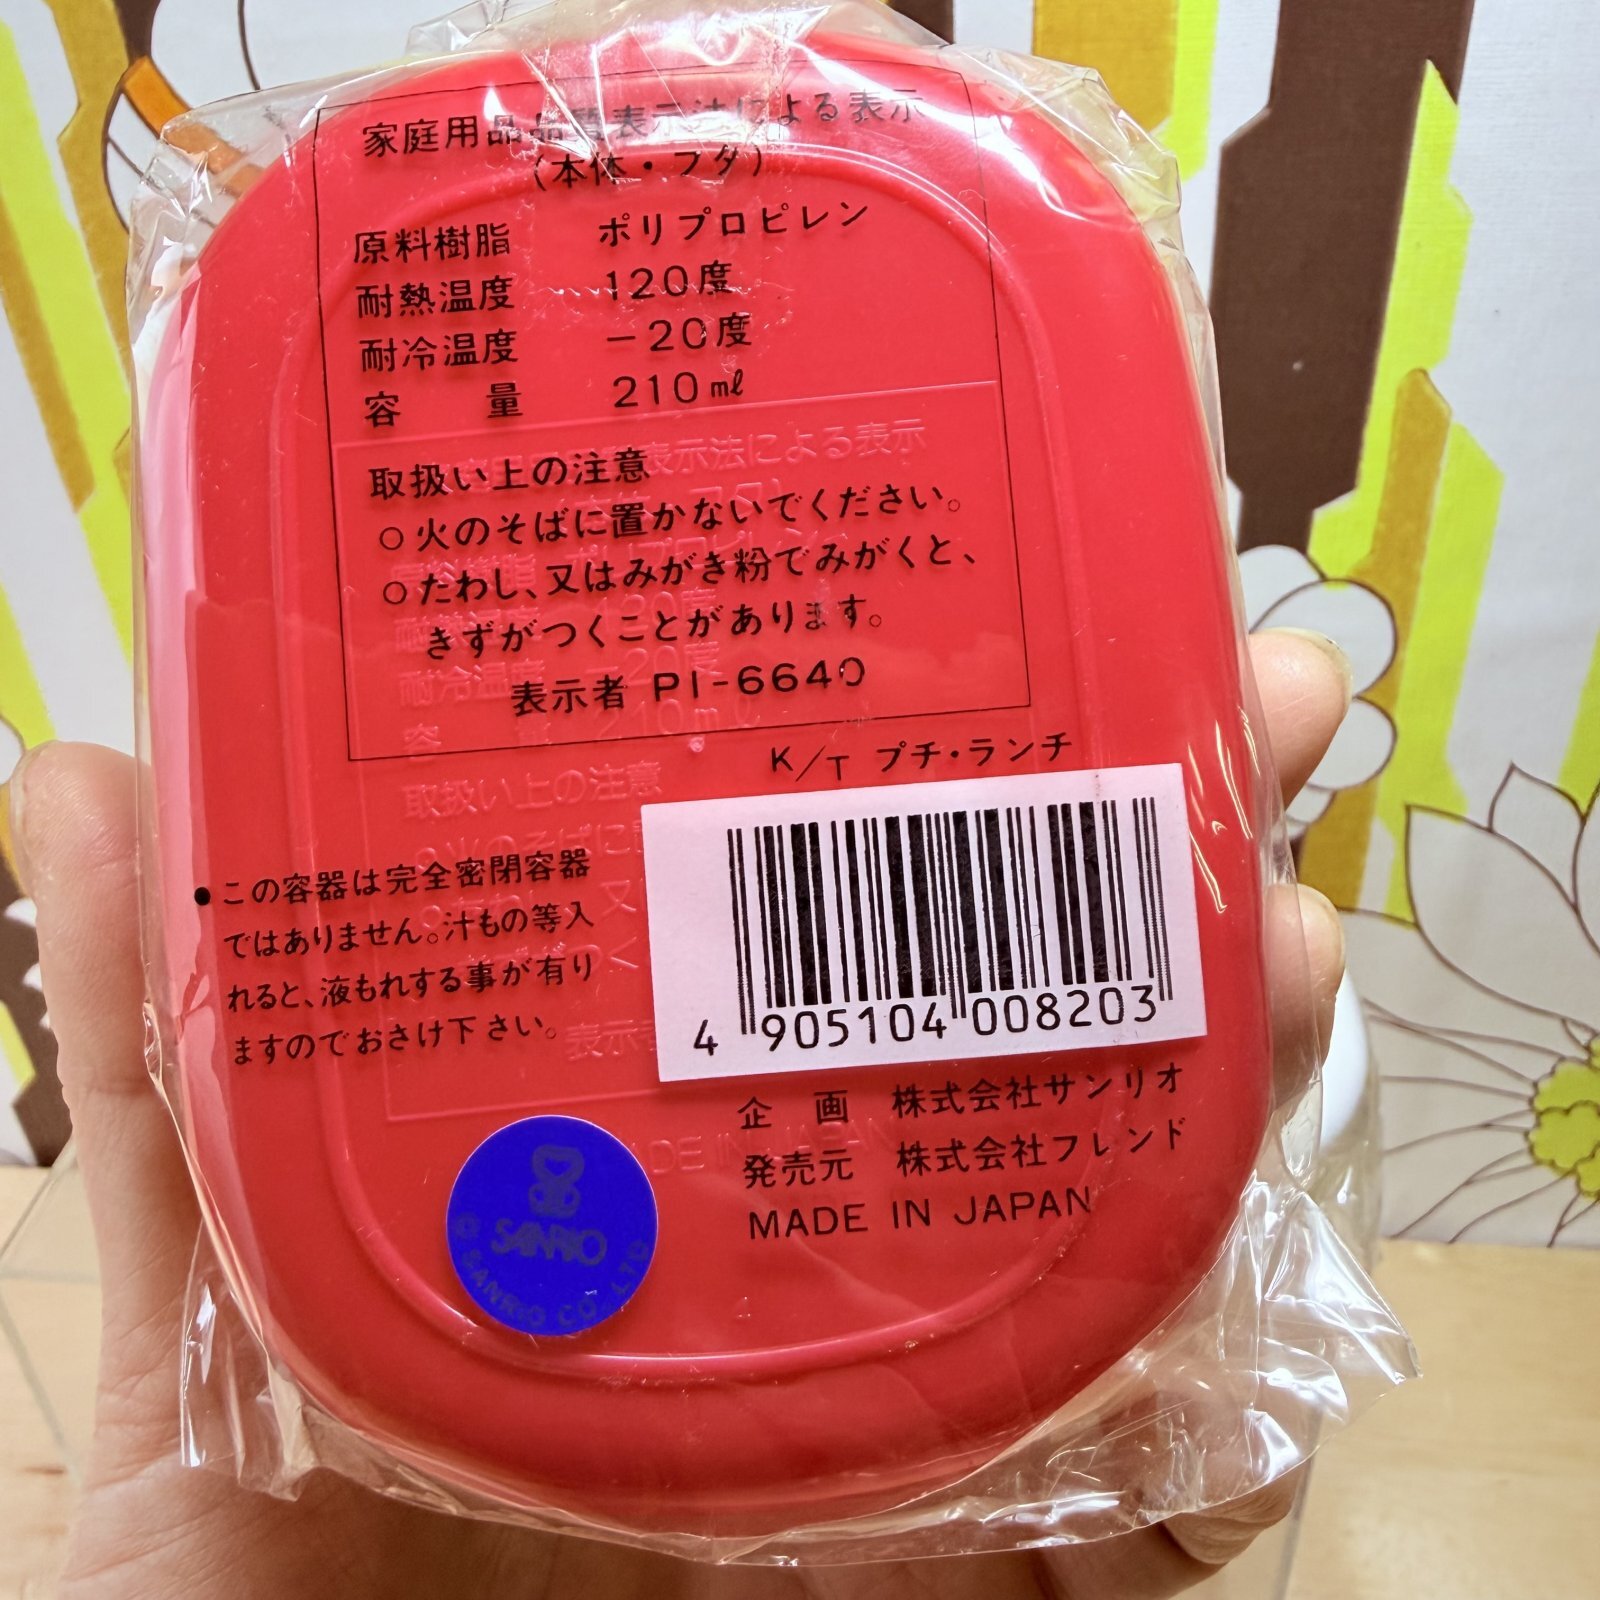 家庭用品品質表示法による表示
(本体・フタ)
原料樹脂 ポリプロピレン
耐熱温度 120度
耐冷温度 -20度
容量 210ml
取扱い上の注意
○火のそばに置かないでください。
○たわし、又はみがき粉でみがくと、
きずがつくことがあります。
表示者 PI-6640
K/T プチ・ランチ
●この容器は完全密閉容器
ではありません。汁もの等入
れると、液もれする事が有り
ますのでおさけ下さい。
4 905104 008203
企画 株式会社サンリオ
発売元 株式会社フレンド
MADE IN JAPAN
SANRIO
© SANRIO CO., LTD